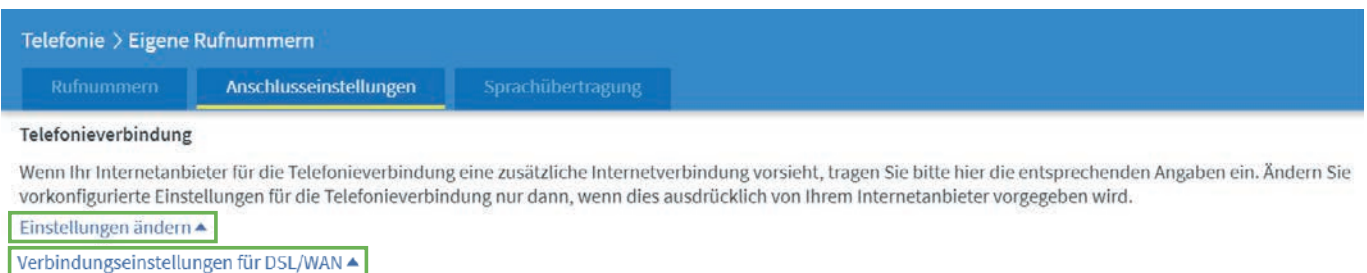 Telefonie > Eigene Rufnummern
Rufnummern Anschlusseinstellungen Sprachübertragung
Telefonieverbindung
Wenn Ihr Internetanbieter für die Telefonieverbindung eine zusätzliche Internetverbindung vorsieht, tragen Sie bitte hier die entsprechenden Angaben ein. Ändern Sie
vorkonfigurierte Einstellungen für die Telefonieverbindung nur dann, wenn dies ausdrücklich von Ihrem Internetanbieter vorgegeben wird.
Einstellungen ändern ▲
Verbindungseinstellungen für DSL/WAN ▲